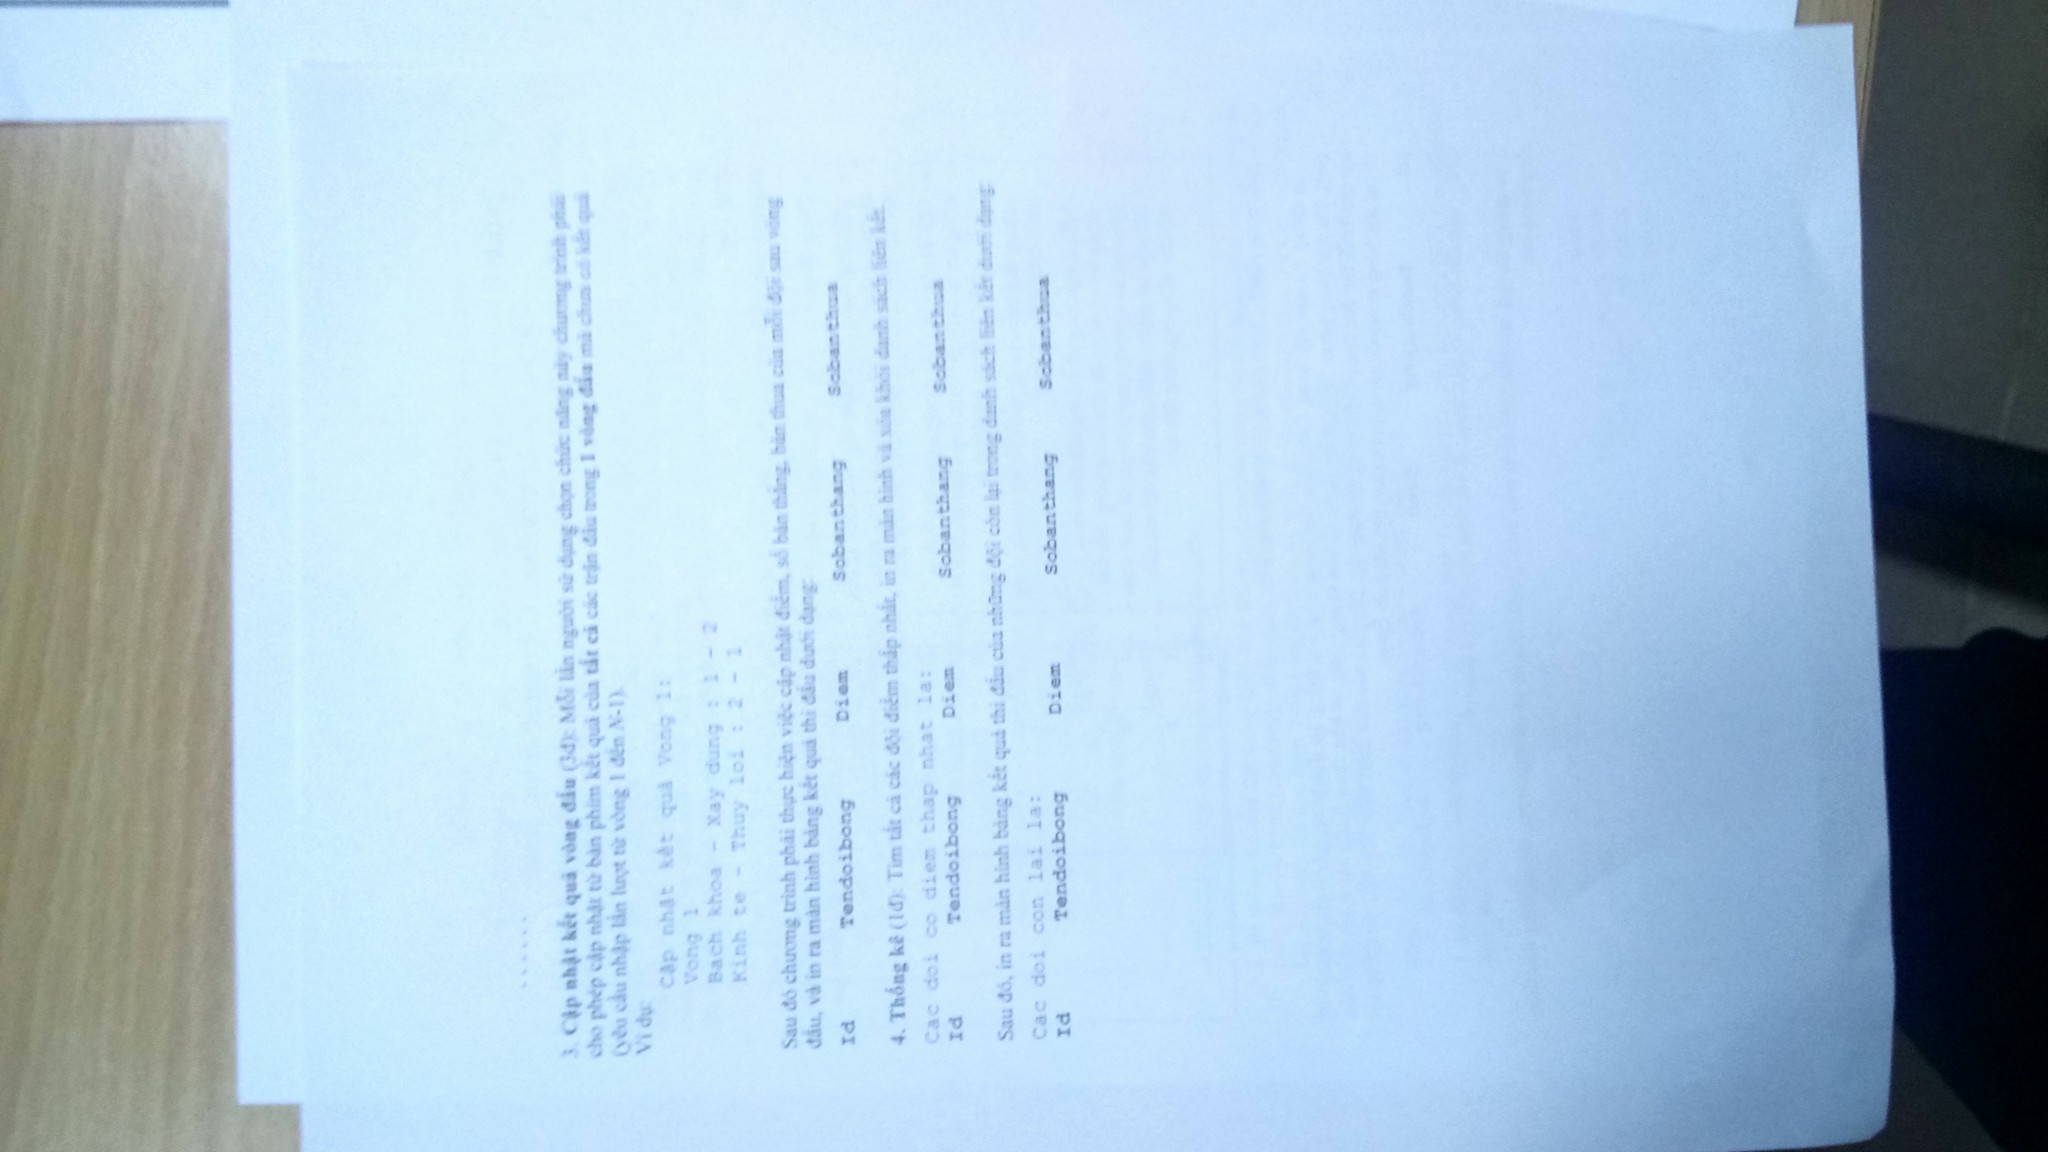 ......
3. Cập nhật kết quả vòng đấu (3đ): Mỗi lần người sử dụng chọn chức năng này chương trình phải
cho phép cập nhật từ bàn phím kết quả của tất cả các trận đấu trong 1 vòng đấu mà chưa có kết quả
(yêu cầu nhập lần lượt từ vòng 1 đến N-1).
Ví dụ:
Cập nhật kết quả Vong 1:
Vong 1
Bach khoa - Xay dung : 1 - 2
Kinh te - Thuy loi : 2 - 1
Sau đó chương trình phải thực hiện việc cập nhật điểm, số bàn thắng, bàn thua của mỗi đội sau vòng
đấu, và in ra màn hình bảng kết quả thi đấu dưới dạng:
Id Tendoibong Diem Sobanthang Sobanthua
4. Thống kê (1đ): Tìm tất cả các đội điểm thấp nhất, in ra màn hình và xóa khỏi danh sách liên kết.
Cac doi co diem thap nhat la:
Id Tendoibong Diem Sobanthang Sobanthua
Sau đó, in ra màn hình bảng kết quả thi đấu của những đội còn lại trong danh sách liên kết dưới dạng:
Cac doi con lai la:
Id Tendoibong Diem Sobanthang Sobanthua